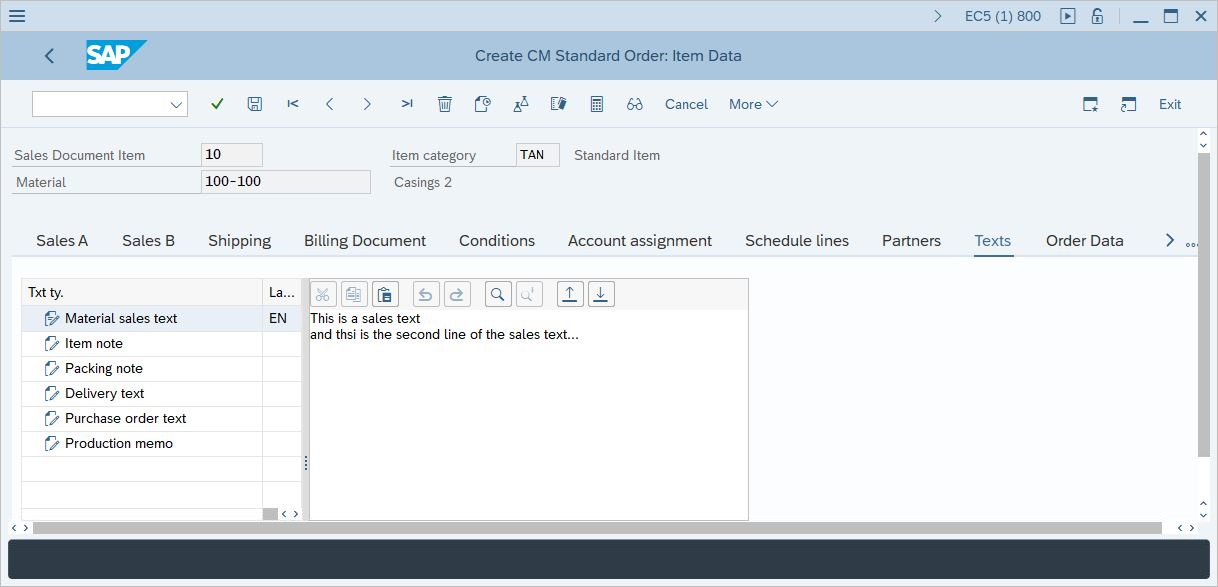 EC5 (1) 800
SAP
Create CM Standard Order: Item Data
Cancel More Exit
Sales Document Item 10 Item category TAN Standard Item
Material 100-100 Casings 2
Sales A Sales B Shipping Billing Document Conditions Account assignment Schedule lines Partners Texts Order Data
Txt ty. La...
Material sales text EN
Item note
Packing note
Delivery text
Purchase order text
Production memo
This is a sales text
and thsi is the second line of the sales text...